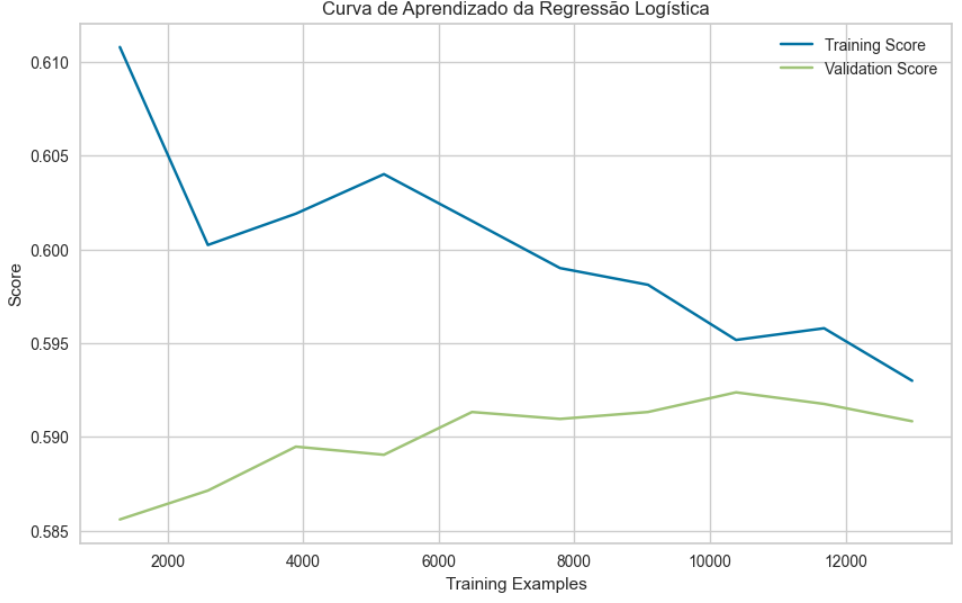 Curva de Aprendizado da Regressão Logística
Training Score
Validation Score
0.610
0.605
0.600
0.595
0.590
0.585
Score
2000 4000 6000 8000 10000 12000
Training Examples